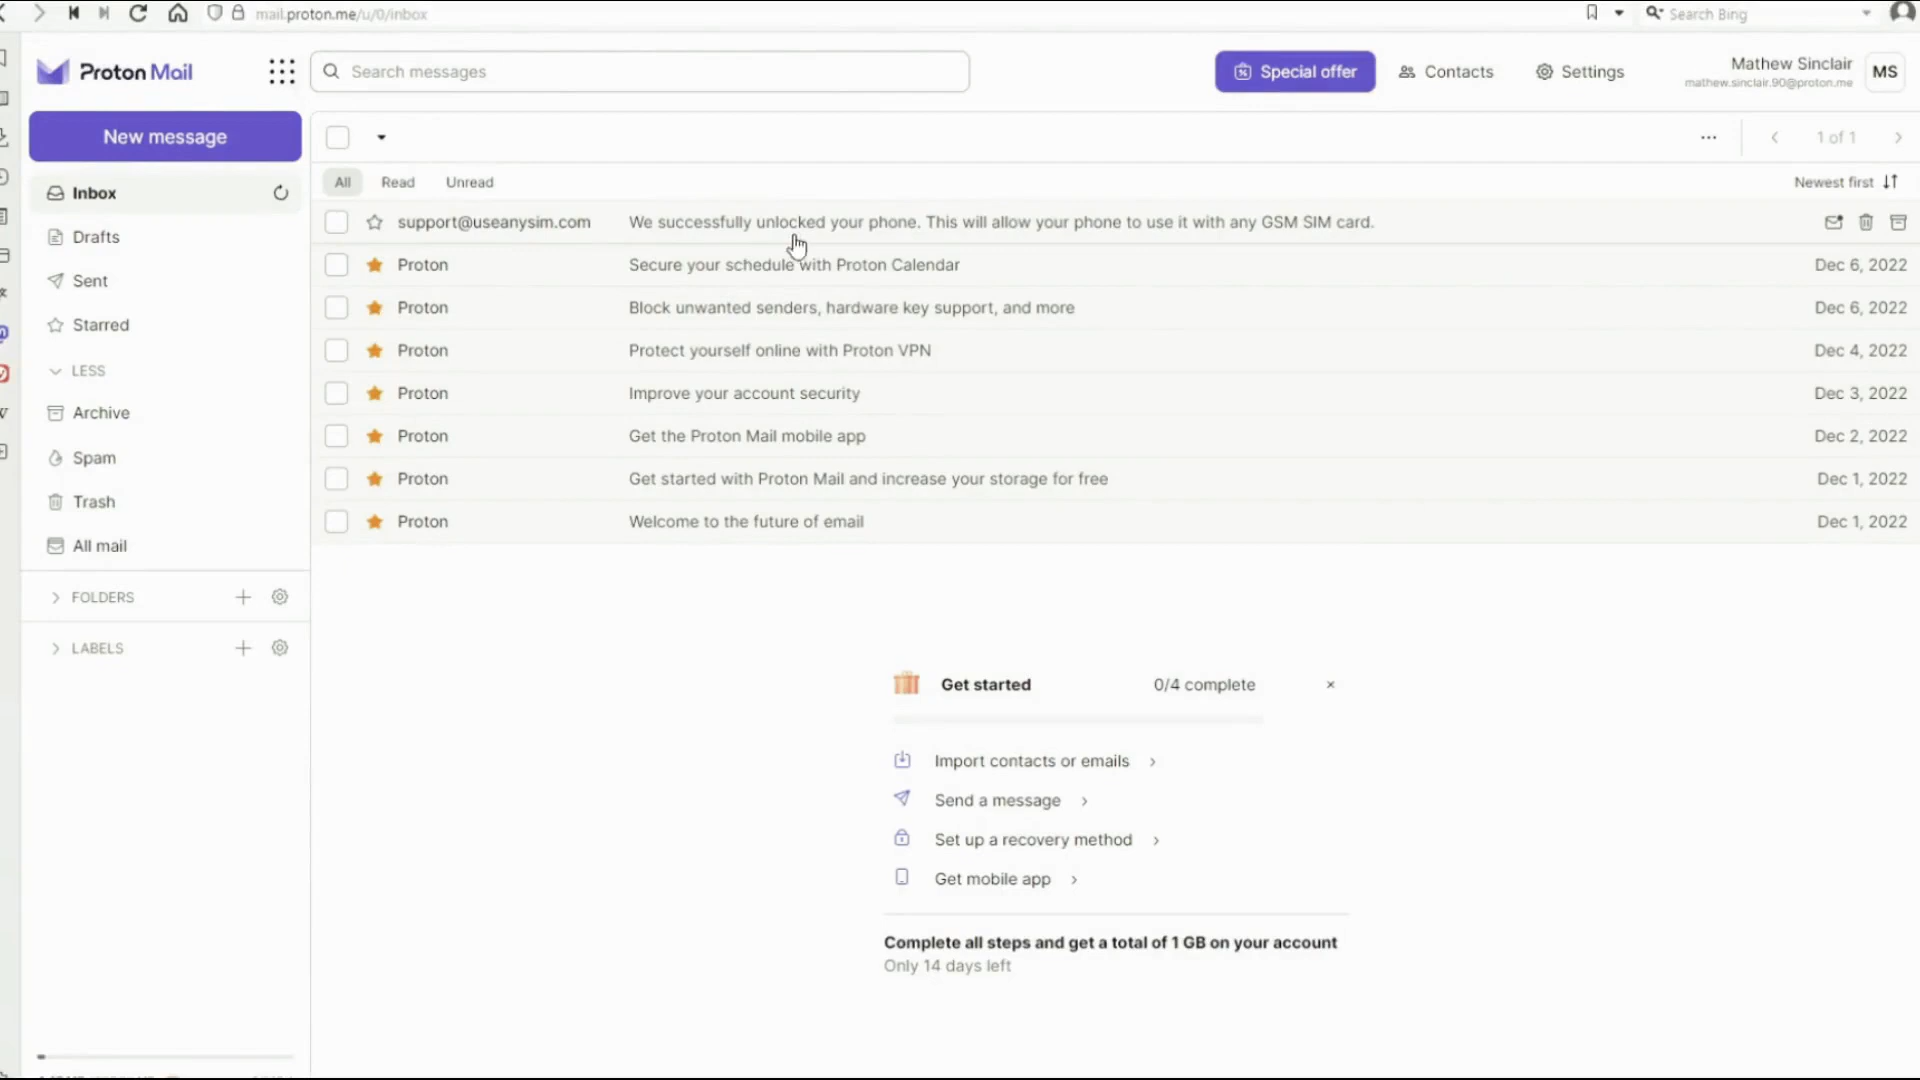 mail.proton.me/u/0/inbox
Search Bing
Proton Mail
Search messages
Special offer
Contacts
Settings
Mathew Sinclair
mathew.sinclair.90@proton.me
MS
New message
1 of 1
Inbox
All Read Unread
Newest first
support@useanysim.com We successfully unlocked your phone. This will allow your phone to use it with any GSM SIM card.
Drafts
Proton Secure your schedule with Proton Calendar Dec 6, 2022
Sent
Proton Block unwanted senders, hardware key support, and more Dec 6, 2022
Starred
Proton Protect yourself online with Proton VPN Dec 4, 2022
LESS
Proton Improve your account security Dec 3, 2022
Archive
Proton Get the Proton Mail mobile app Dec 2, 2022
Spam
Proton Get started with Proton Mail and increase your storage for free Dec 1, 2022
Trash
Proton Welcome to the future of email Dec 1, 2022
All mail
FOLDERS
LABELS
Get started 0/4 complete
Import contacts or emails
Send a message
Set up a recovery method
Get mobile app
Complete all steps and get a total of 1 GB on your account
Only 14 days left